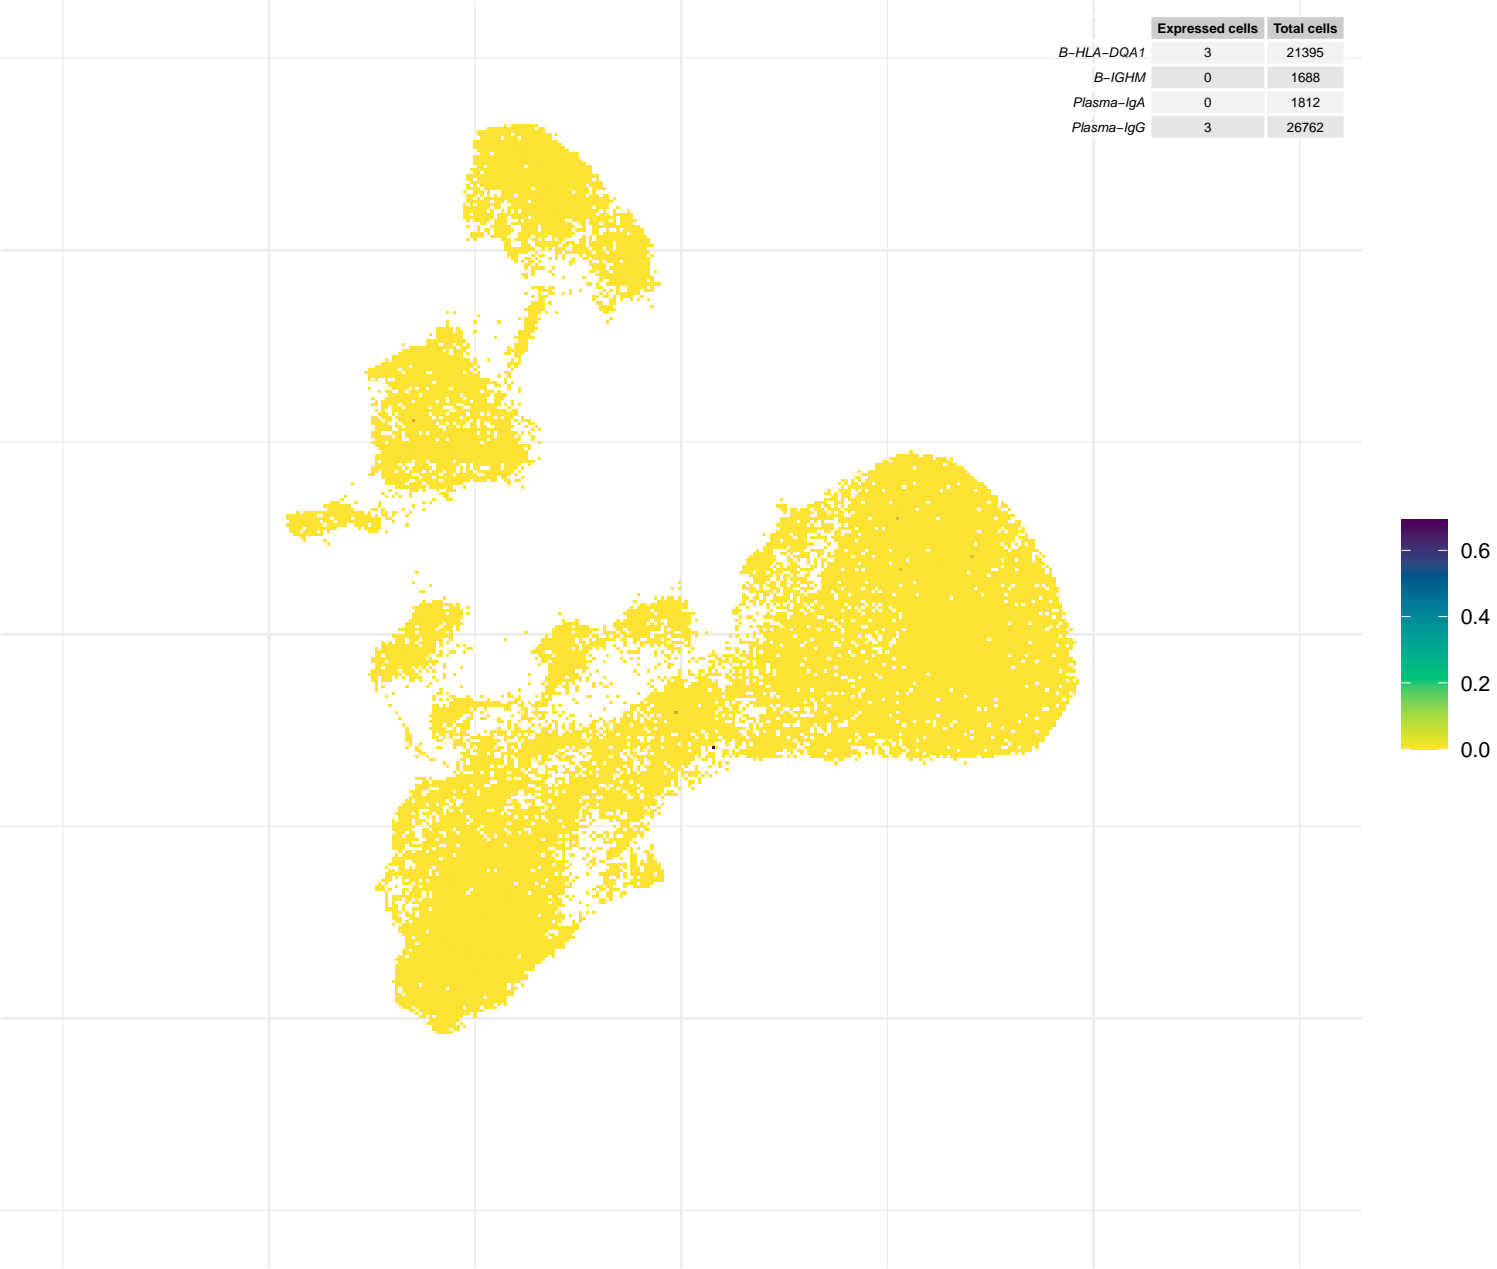 Expressed cells Total cells
B−HLA−DQA1 3 21395
B−IGHM 0 1688
Plasma−IgA 0 1812
Plasma−IgG 3 26762
0.6
0.4
0.2
0.0